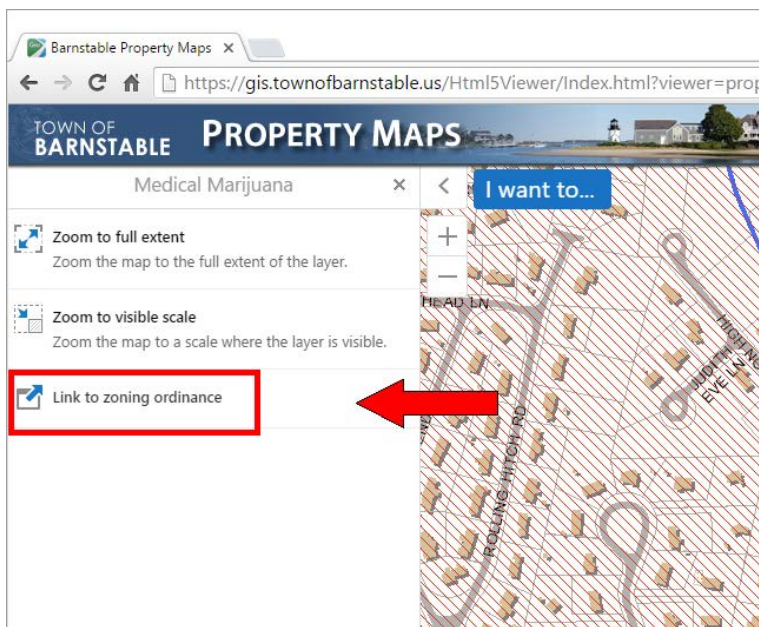 Barnstable Property Maps
https://gis.townofbarnstable.us/Html5Viewer/Index.html?viewer=prop
TOWN OF
BARNSTABLE
PROPERTY MAPS
Medical Marijuana
I want to...
Zoom to full extent
Zoom the map to the full extent of the layer.
Zoom to visible scale
Zoom the map to a scale where the layer is visible.
Link to zoning ordinance
HEAD LN
HIGH
JUDITH
EVE LN
ROLLING HITCH RD